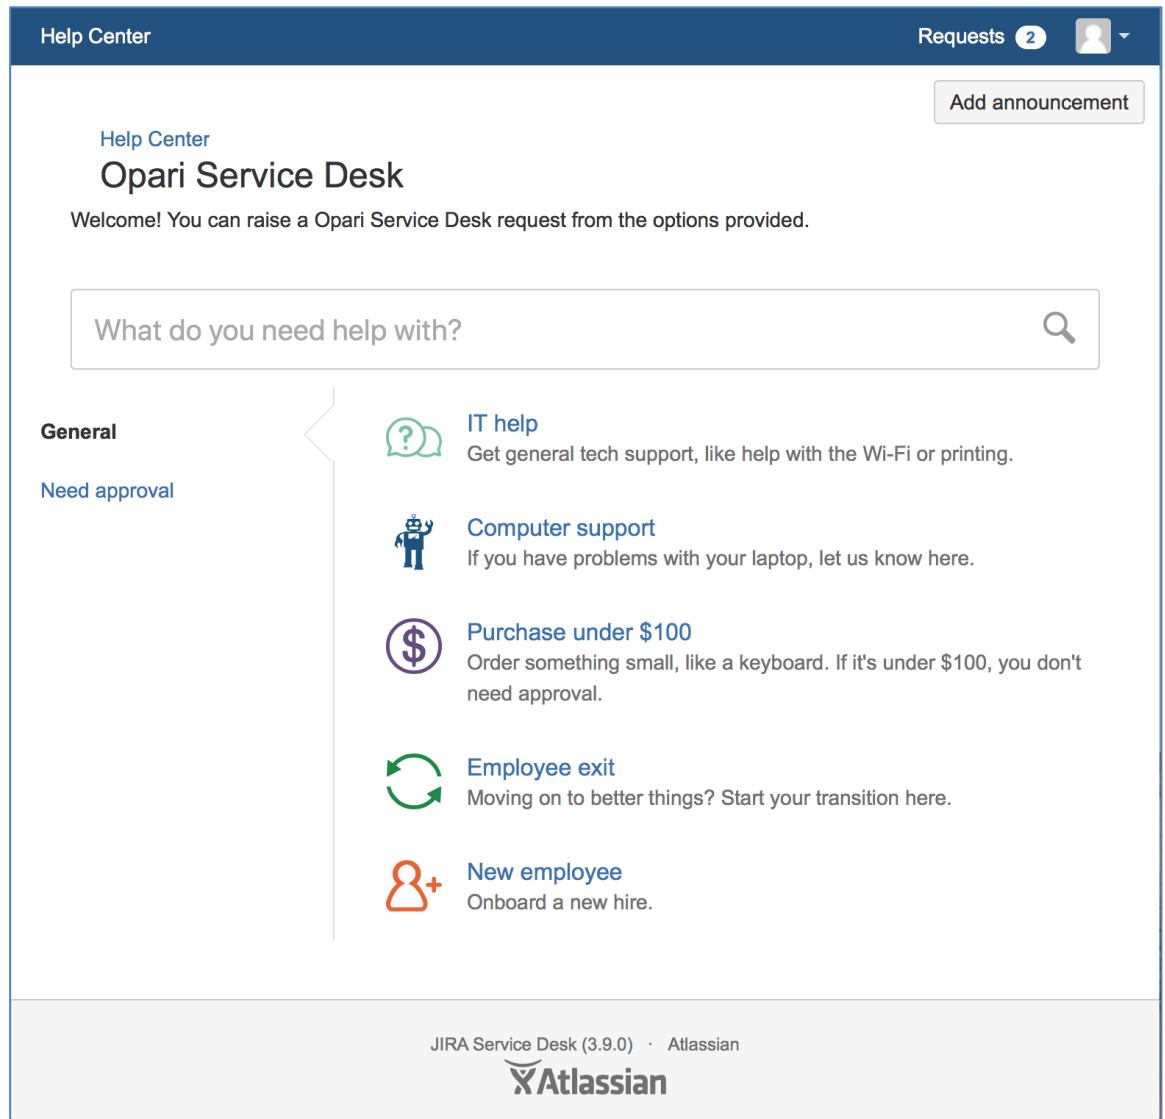 Help Center
Requests 2
Add announcement
Help Center
Opari Service Desk
Welcome! You can raise a Opari Service Desk request from the options provided.
What do you need help with?
General
Need approval
IT help
Get general tech support, like help with the Wi-Fi or printing.
Computer support
If you have problems with your laptop, let us know here.
Purchase under $100
Order something small, like a keyboard. If it's under $100, you don't
need approval.
Employee exit
Moving on to better things? Start your transition here.
New employee
Onboard a new hire.
JIRA Service Desk (3.9.0) · Atlassian
Atlassian